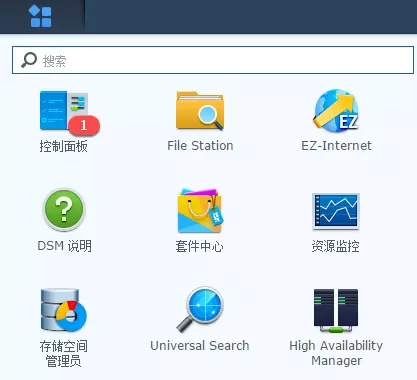 搜索
1
控制面板
File Station
EZ
EZ-Internet
DSM 说明
套件中心
资源监控
存储空间
管理员
Universal Search
High Availability
Manager